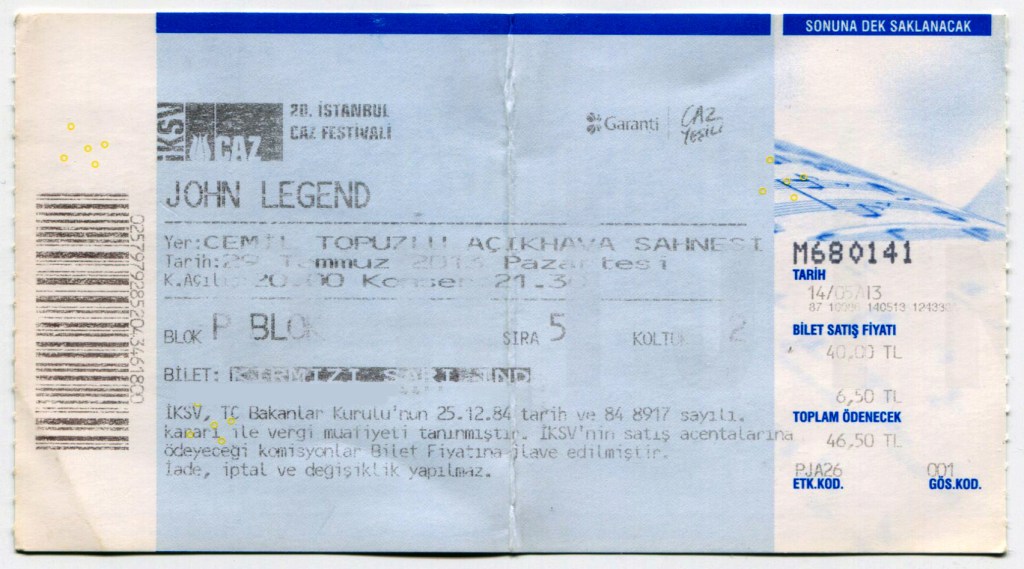 SONUNA DEK SAKLANACAK
İKSV CAZ
20. İSTANBUL
CAZ FESTİVALİ
Garanti
CAZ
YEŞİLİ
JOHN LEGEND
Yer: CEMİL TOPUZLU AÇIKHAVA SAHNESİ
Tarih: 29 Temmuz 2013 Pazartesi
K.Açılış 20.00 Konser 21.30
BLOK P BLOK SIRA 5 KOLTUK 2
BİLET: KIRMIZI SARI IND
İKSV, TC Bakanlar Kurulu'nun 25.12.84 tarih ve 84 8917 sayılı.
kararı ile vergi muafiyeti tanınmıştır. İKSV'nin satış acentalarına
ödeyeceği komisyonlar Bilet Fiyatına ilave edilmiştir.
İade, iptal ve değişiklik yapılmaz.
M680141
TARİH
14/05/13
140513
BİLET SATIŞ FİYATI
40,00 TL
6,50 TL
TOPLAM ÖDENECEK
46,50 TL
PJA26 001
ETK.KOD. GÖS.KOD.